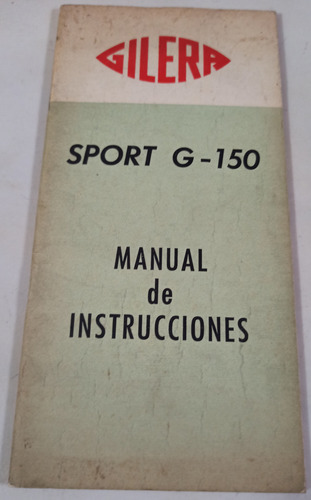 GILERA
SPORT G-150
MANUAL
de
INSTRUCCIONES